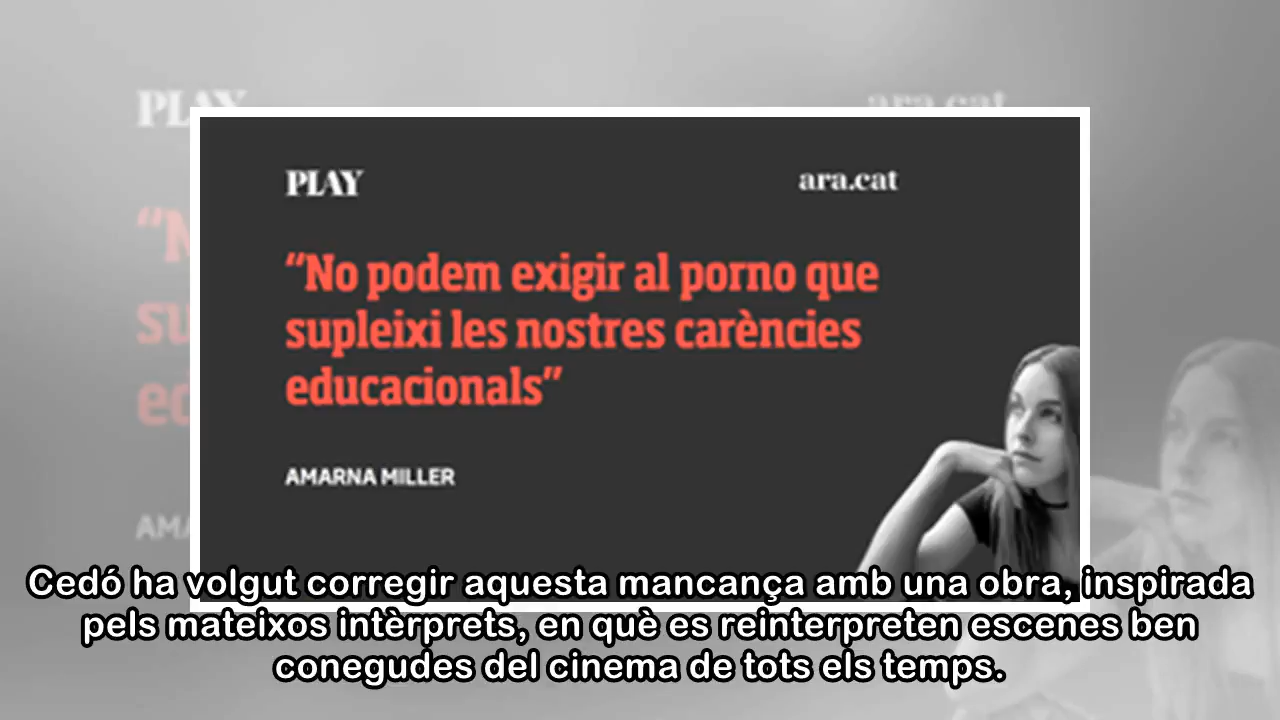 PLAY
ara.cat
“No podem exigir al porno que
supleixi les nostres carències
educacionals”
AMARNA MILLER
Cedó ha volgut corregir aquesta mancança amb una obra, inspirada
pels mateixos intèrprets, en què es reinterpreten escenes ben
conegudes del cinema de tots els temps.